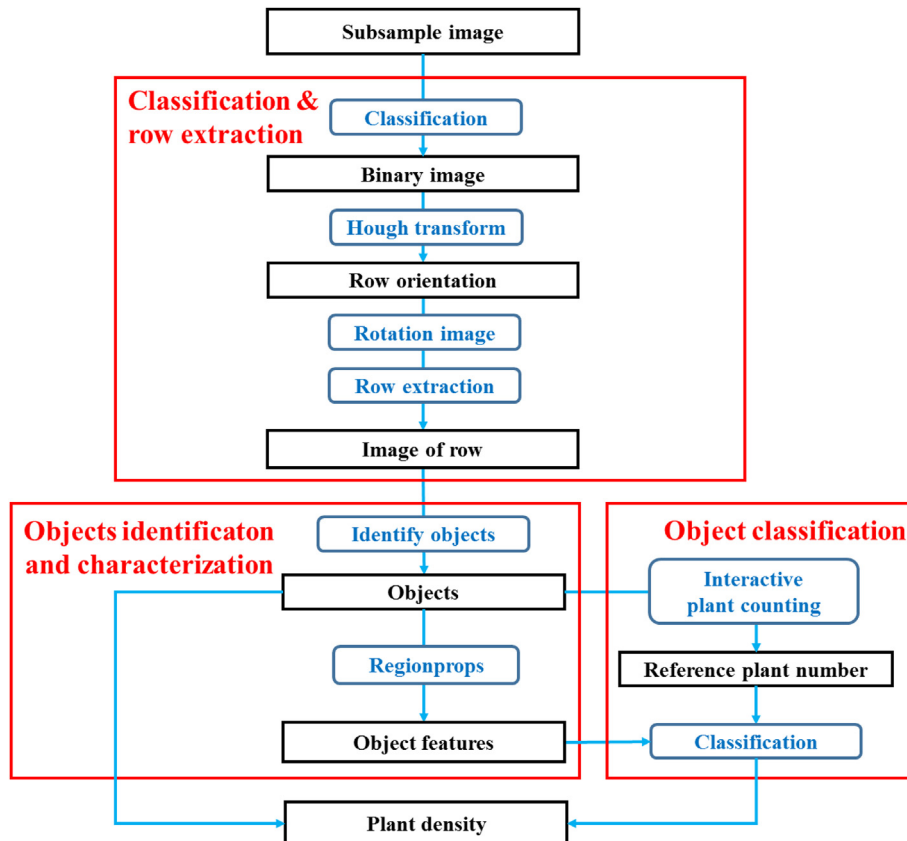 Subsample image
Classification &
row extraction
Classification
Binary image
Hough transform
Row orientation
Rotation image
Row extraction
Image of row
Objects identificaton
and characterization
Identify objects
Objects
Regionprops
Object features
Object classification
Interactive
plant counting
Reference plant number
Classification
Plant density